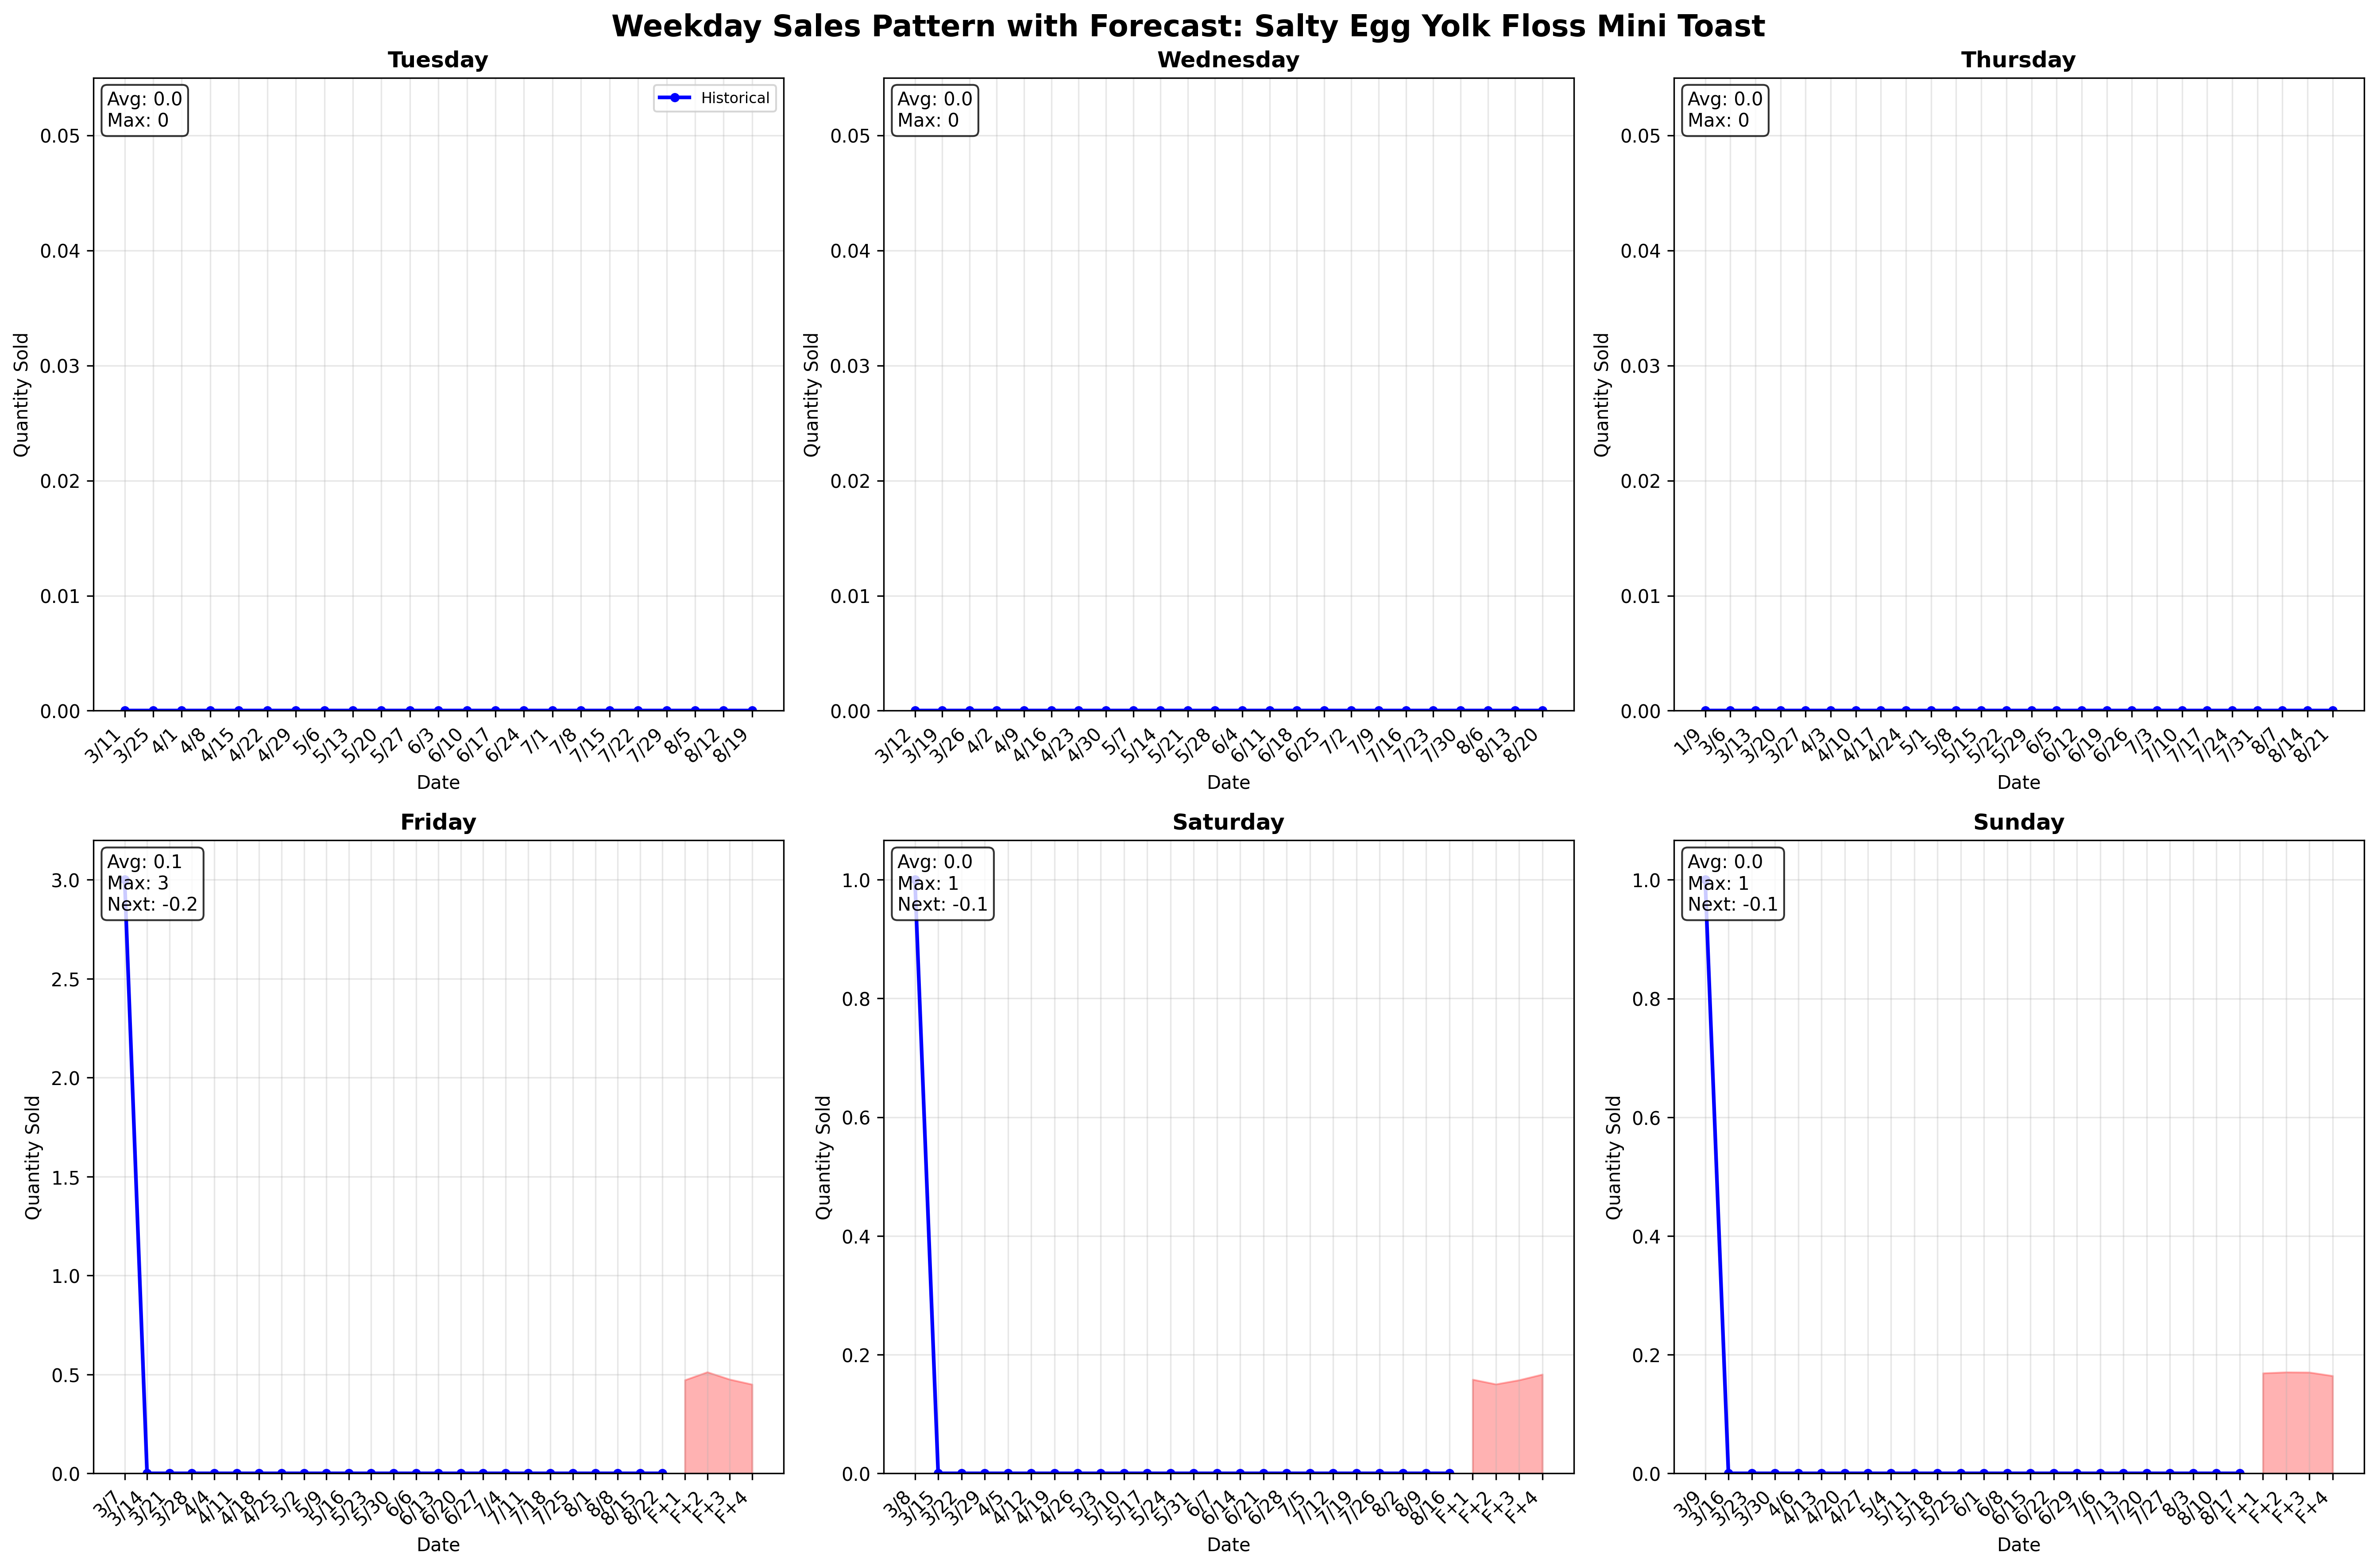 Weekday Sales Pattern with Forecast: Salty Egg Yolk Floss Mini Toast
Tuesday
Avg: 0.0
Max: 0
Historical
Quantity Sold
0.05
0.04
0.03
0.02
0.01
0.00
3/11 3/25 4/1 4/8 4/15 4/22 4/29 5/6 5/13 5/20 5/27 6/3 6/10 6/17 6/24 7/1 7/8 7/15 7/22 7/29 8/5 8/12 8/19
Date
Wednesday
Avg: 0.0
Max: 0
Quantity Sold
0.05
0.04
0.03
0.02
0.01
0.00
3/12 3/19 3/26 4/2 4/9 4/16 4/23 4/30 5/7 5/14 5/21 5/28 6/4 6/11 6/18 6/25 7/2 7/9 7/16 7/23 7/30 8/6 8/13 8/20
Date
Thursday
Avg: 0.0
Max: 0
Quantity Sold
0.05
0.04
0.03
0.02
0.01
0.00
1/9 3/6 3/13 3/20 3/27 4/3 4/10 4/17 4/24 5/1 5/8 5/15 5/22 5/29 6/5 6/12 6/19 6/26 7/3 7/10 7/17 7/24 7/31 8/7 8/14 8/21
Date
Friday
Avg: 0.1
Max: 3
Next: -0.2
Quantity Sold
3.0
2.5
2.0
1.5
1.0
0.5
0.0
3/7 3/14 3/21 3/28 4/4 4/11 4/18 4/25 5/2 5/9 5/16 5/23 5/30 6/6 6/13 6/20 6/27 7/4 7/11 7/18 7/25 8/1 8/8 8/15 8/22 F+1 F+2 F+3 F+4
Date
Saturday
Avg: 0.0
Max: 1
Next: -0.1
Quantity Sold
1.0
0.8
0.6
0.4
0.2
0.0
3/8 3/15 3/22 3/29 4/5 4/12 4/19 4/26 5/3 5/10 5/17 5/24 5/31 6/7 6/14 6/21 6/28 7/5 7/12 7/19 7/26 8/2 8/9 8/16 F+1 F+2 F+3 F+4
Date
Sunday
Avg: 0.0
Max: 1
Next: -0.1
Quantity Sold
1.0
0.8
0.6
0.4
0.2
0.0
3/9 3/16 3/23 3/30 4/6 4/13 4/20 4/27 5/4 5/11 5/18 5/25 6/1 6/8 6/15 6/22 6/29 7/6 7/13 7/20 7/27 8/3 8/10 8/17 F+1 F+2 F+3 F+4
Date